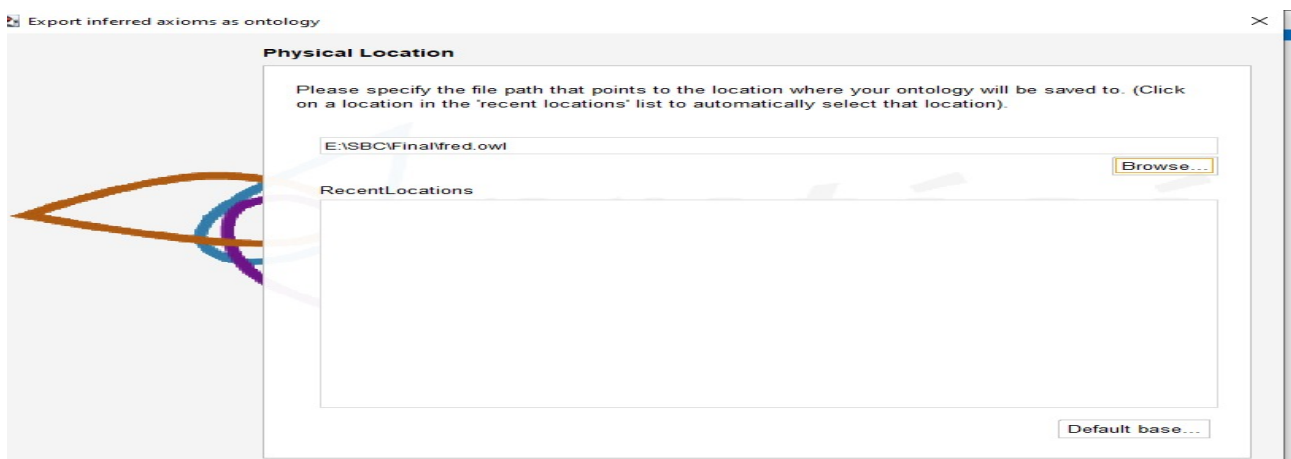 Export inferred axioms as ontology
Physical Location
Please specify the file path that points to the location where your ontology will be saved to. (Click
on a location in the 'recent locations' list to automatically select that location).
E:\SBC\Final\fred.owl
Browse...
RecentLocations
Default base...